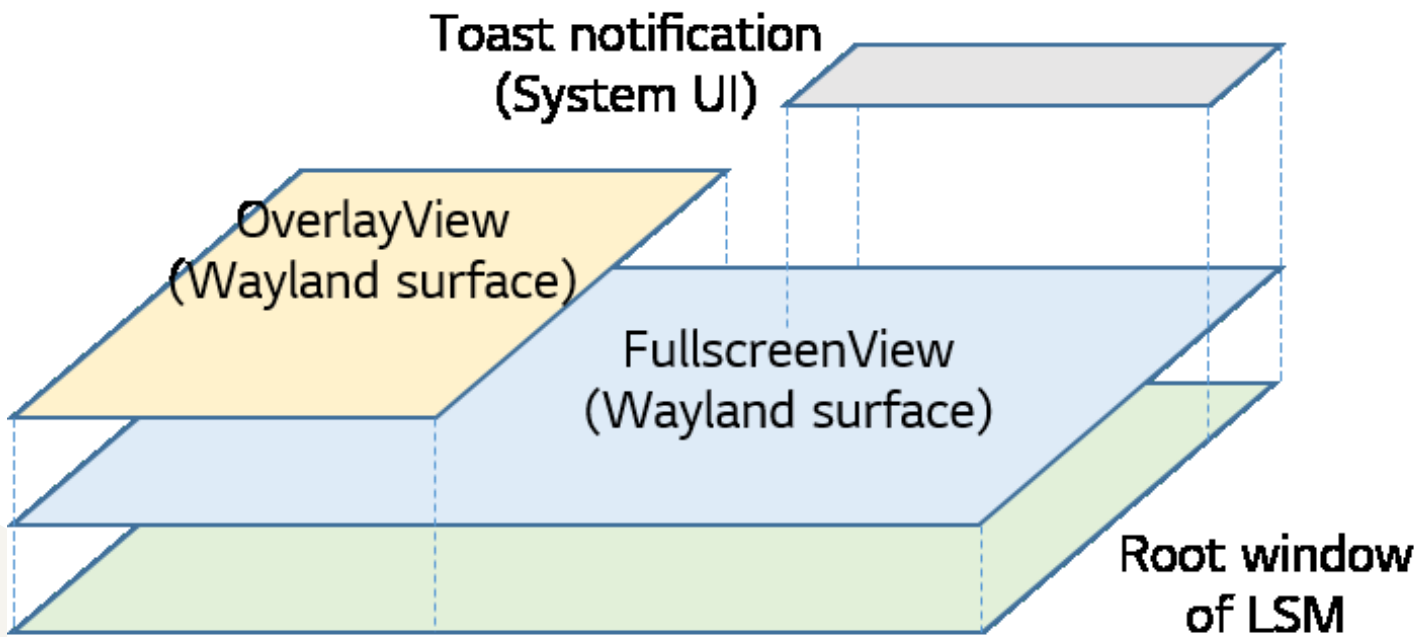 Toast notification
(System UI)
OverlayView
(Wayland surface)
FullscreenView
(Wayland surface)
Root window
of LSM